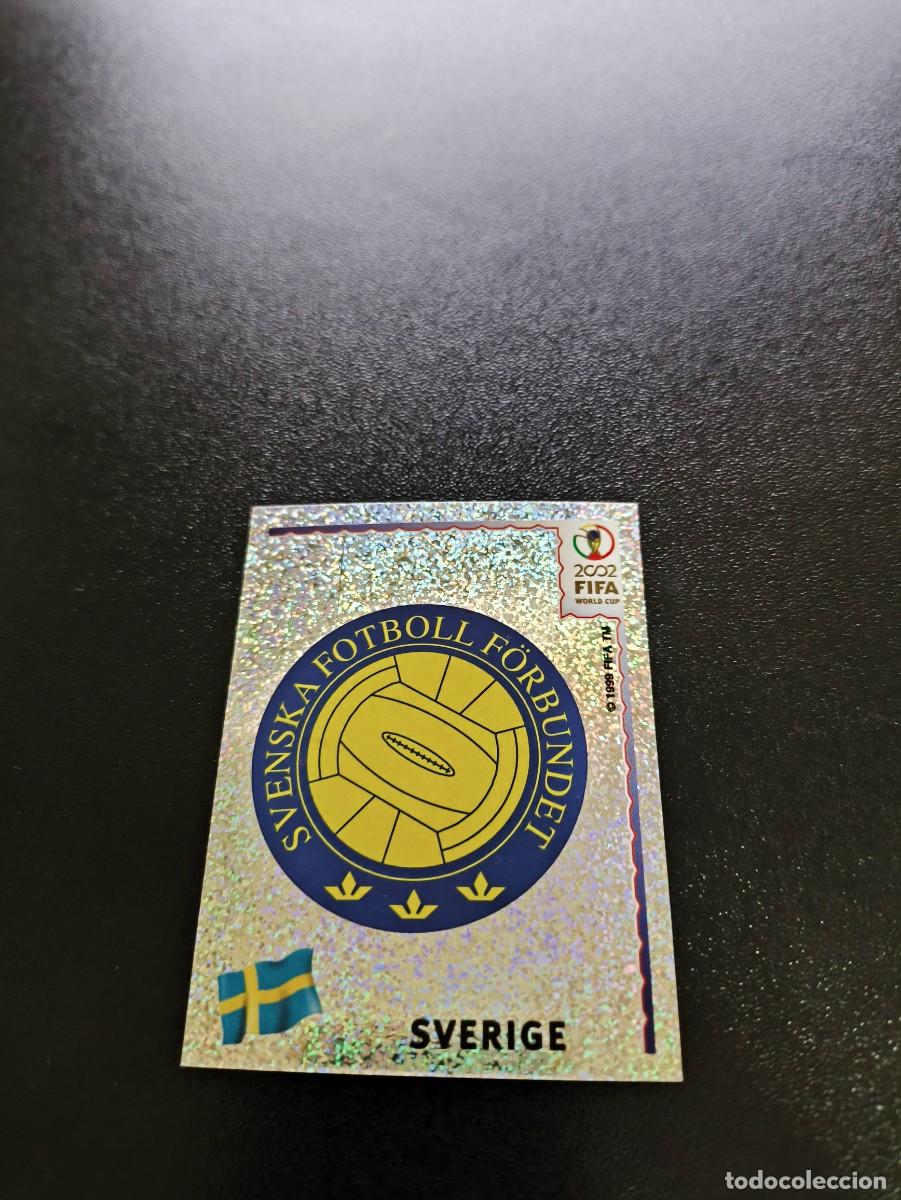 2002
FIFA
WORLD CUP
© 1999 FIFA TM
SVENSKA FOTBOLL FÖRBUNDET
SVERIGE
todocoleccion